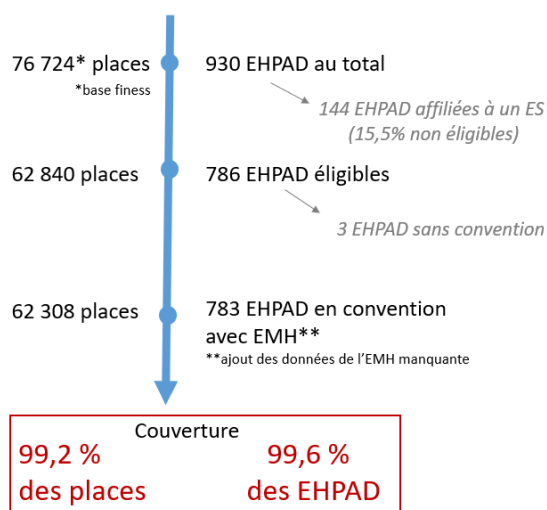 76 724* places
*base finess
930 EHPAD au total
144 EHPAD affiliées à un ES
(15,5% non éligibles)
62 840 places
786 EHPAD éligibles
3 EHPAD sans convention
62 308 places
783 EHPAD en convention
avec EMH**
**ajout des données de l'EMH manquante
Couverture
99,2 %
des places
99,6 %
des EHPAD